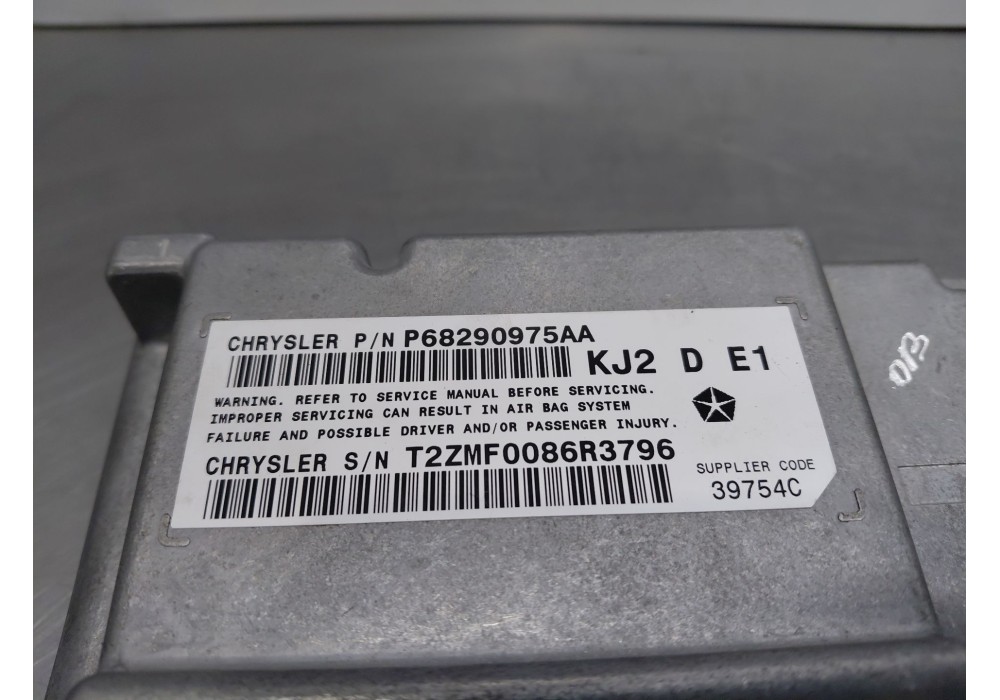 CHRYSLER P/N P68290975AA
KJ2 D E1
WARNING. REFER TO SERVICE MANUAL BEFORE SERVICING.
IMPROPER SERVICING CAN RESULT IN AIR BAG SYSTEM
FAILURE AND POSSIBLE DRIVER AND/OR PASSENGER INJURY.
CHRYSLER S/N T2ZMF0086R3796
SUPPLIER CODE
39754C
1